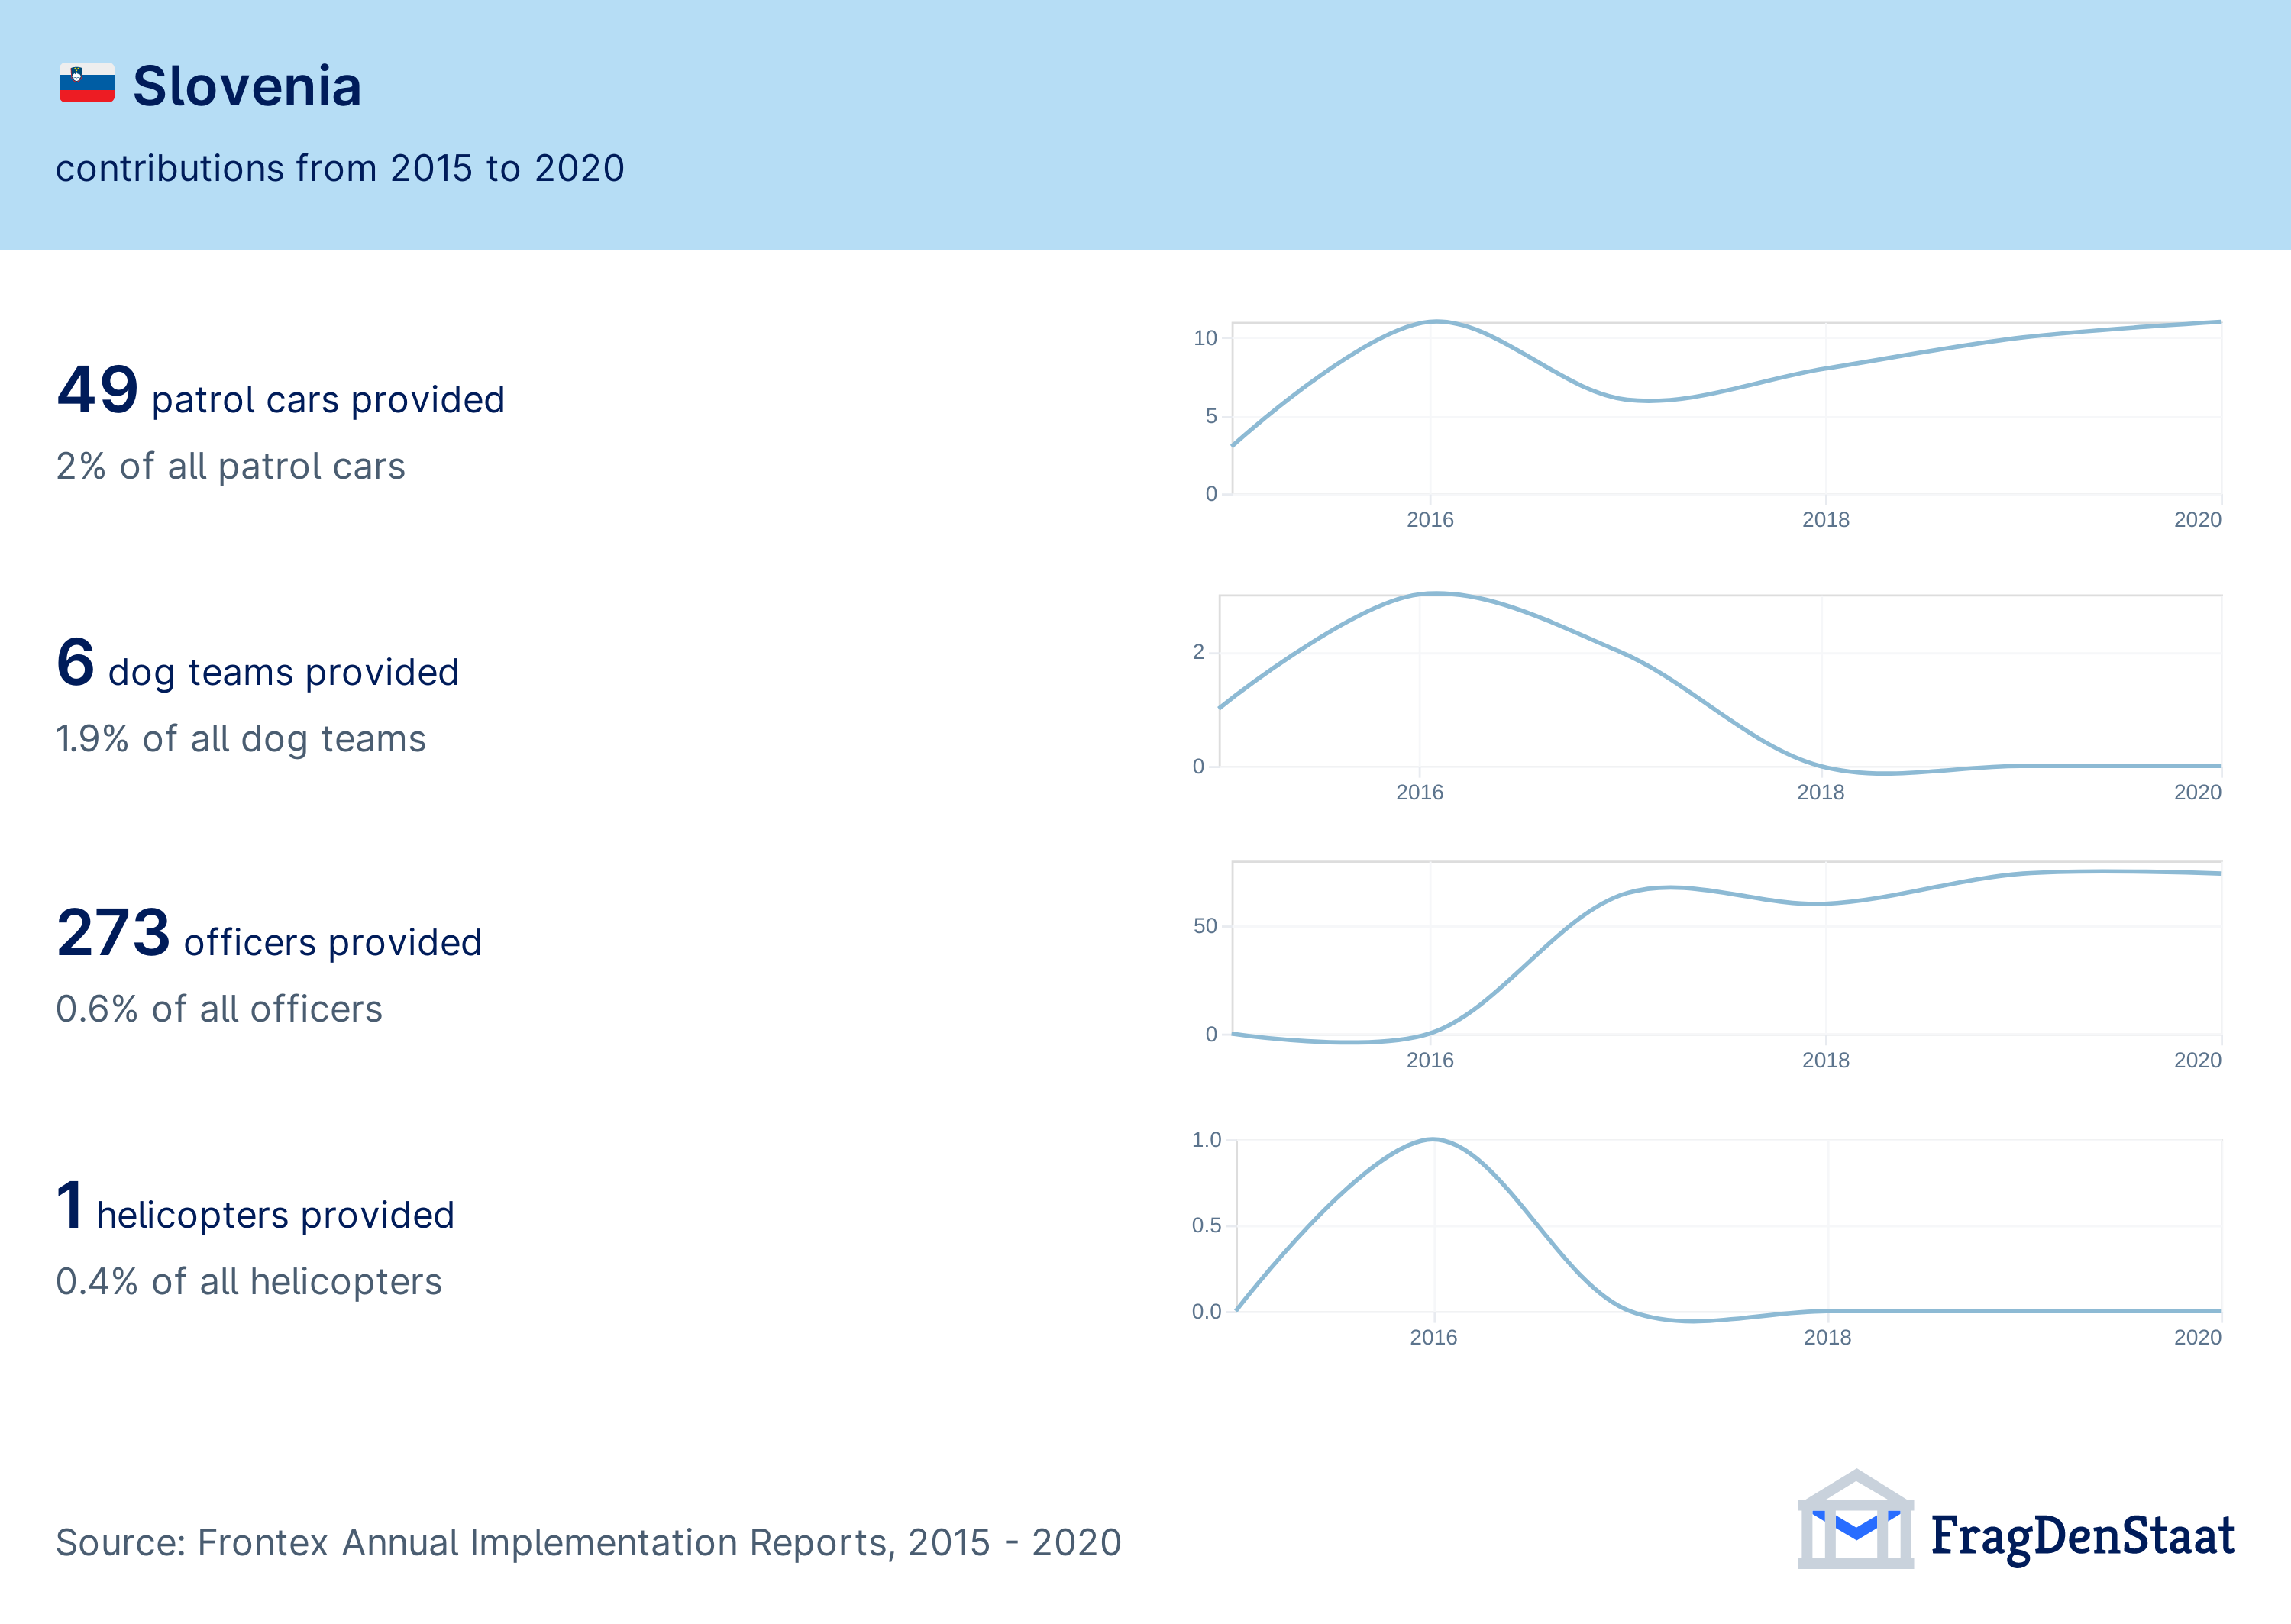 Slovenia
contributions from 2015 to 2020
49 patrol cars provided
2% of all patrol cars
10
5
0
2016 2018 2020
6 dog teams provided
1.9% of all dog teams
2
0
2016 2018 2020
273 officers provided
0.6% of all officers
50
0
2016 2018 2020
1 helicopters provided
0.4% of all helicopters
1.0
0.5
0.0
2016 2018 2020
Source: Frontex Annual Implementation Reports, 2015 - 2020
FragDenStaat